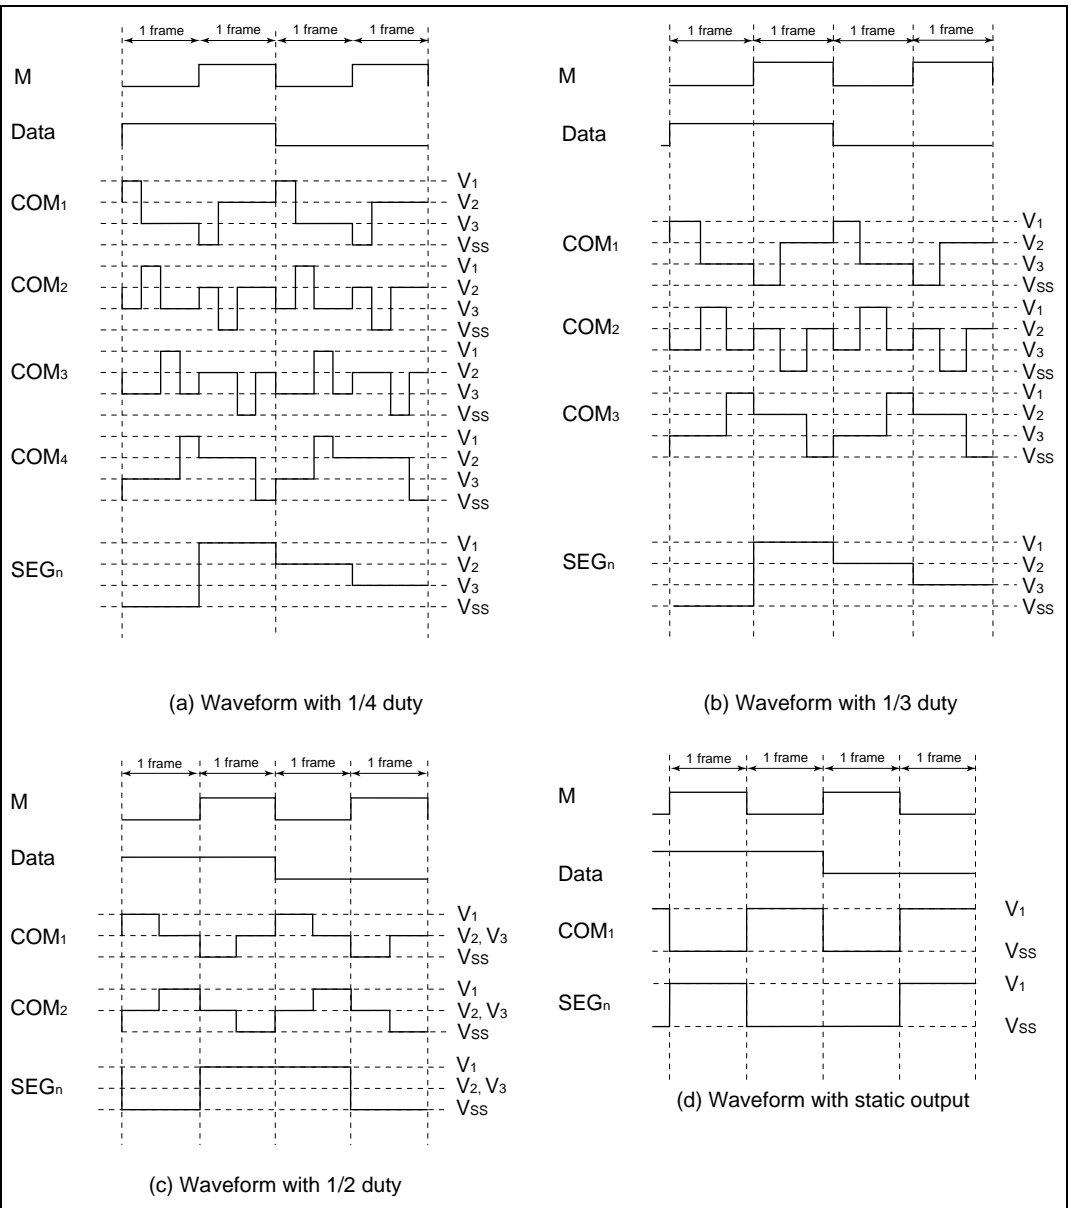 1 frame 1 frame 1 frame 1 frame
M
Data
COM1
V1
V2
V3
VSS
COM2
V1
V2
V3
VSS
COM3
V1
V2
V3
VSS
COM4
V1
V2
V3
VSS
SEGn
V1
V2
V3
VSS
(a) Waveform with 1/4 duty
1 frame 1 frame 1 frame 1 frame
M
Data
COM1
V1
V2
V3
VSS
COM2
V1
V2
V3
VSS
COM3
V1
V2
V3
VSS
SEGn
V1
V2
V3
VSS
(b) Waveform with 1/3 duty
1 frame 1 frame 1 frame 1 frame
M
Data
COM1
V1
V2, V3
VSS
COM2
V1
V2, V3
VSS
SEGn
V1
V2, V3
VSS
(c) Waveform with 1/2 duty
1 frame 1 frame 1 frame 1 frame
M
Data
COM1
V1
VSS
SEGn
V1
VSS
(d) Waveform with static output